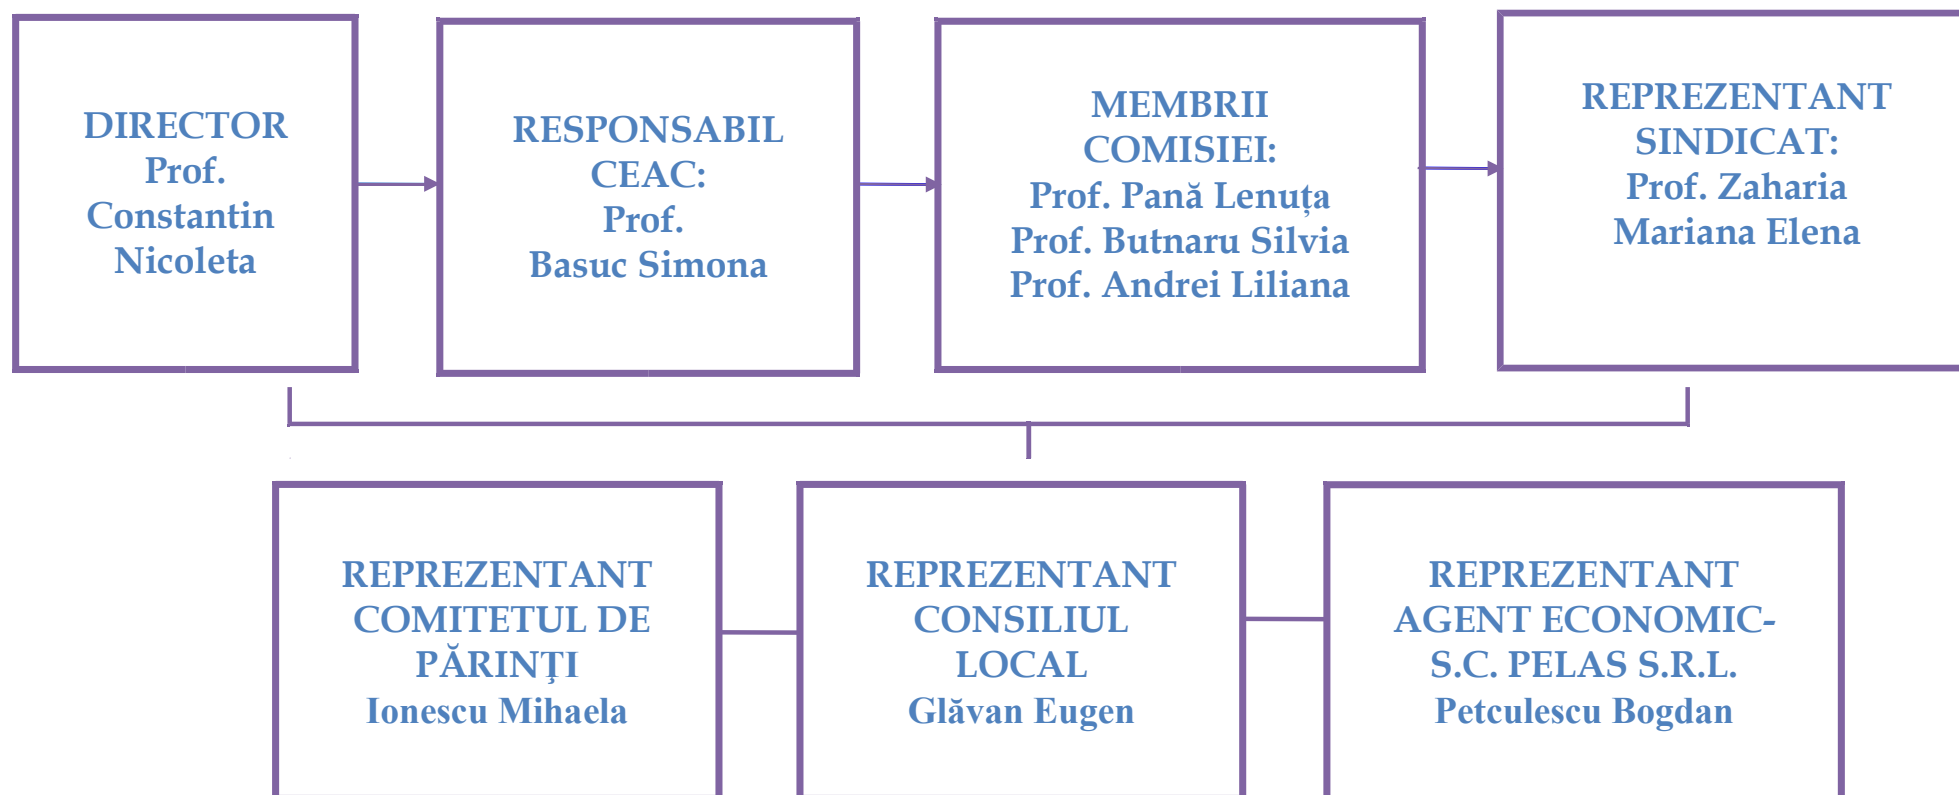 DIRECTOR
Prof.
Constantin
Nicoleta
RESPONSABIL
CEAC:
Prof.
Basuc Simona
MEMBRII
COMISIEI:
Prof. Pană Lenuța
Prof. Butnaru Silvia
Prof. Andrei Liliana
REPREZENTANT
SINDICAT:
Prof. Zaharia
Mariana Elena
REPREZENTANT
COMITETUL DE
PĂRINŢI
Ionescu Mihaela
REPREZENTANT
CONSILIUL
LOCAL
Glăvan Eugen
REPREZENTANT
AGENT ECONOMIC-
S.C. PELAS S.R.L.
Petculescu Bogdan